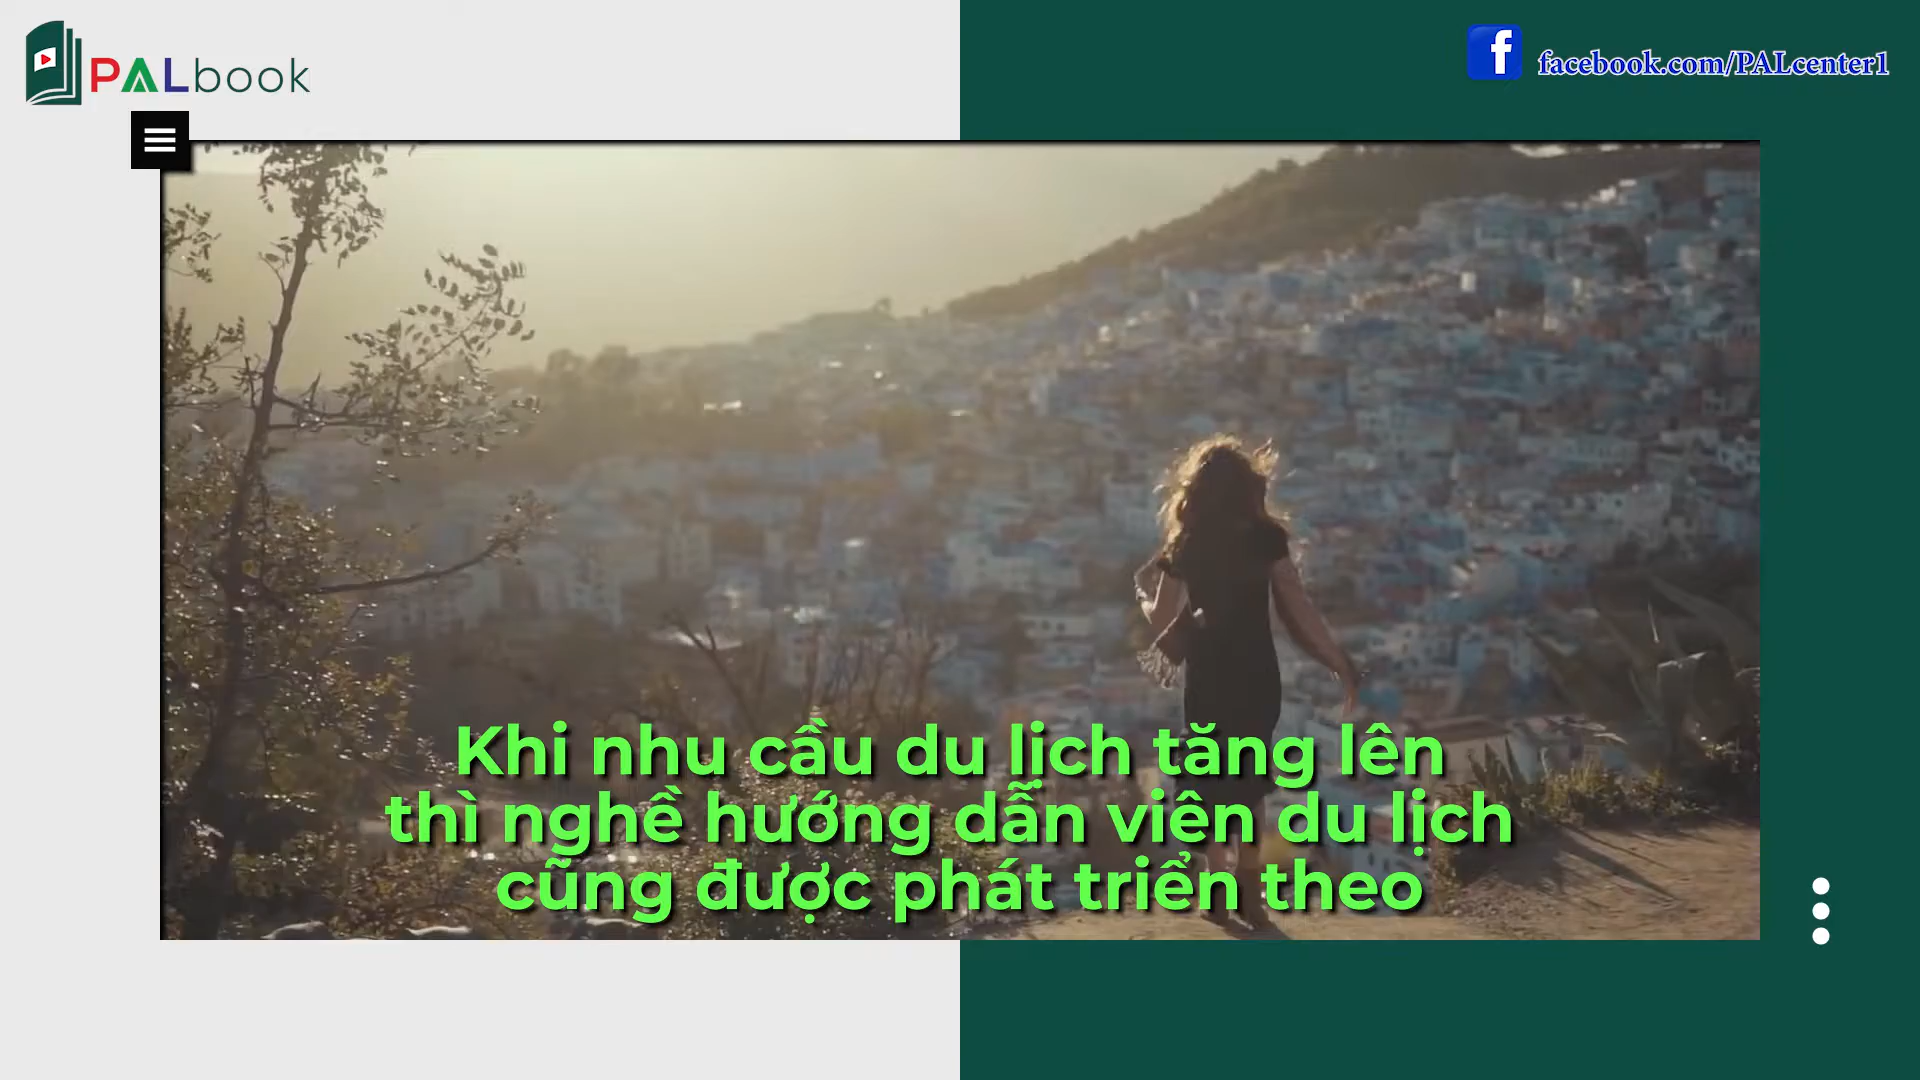 PALbook
facebook.com/PALcenter1
Khi nhu cầu du lịch tăng lên
thì nghề hướng dẫn viên du lịch
cũng được phát triển theo